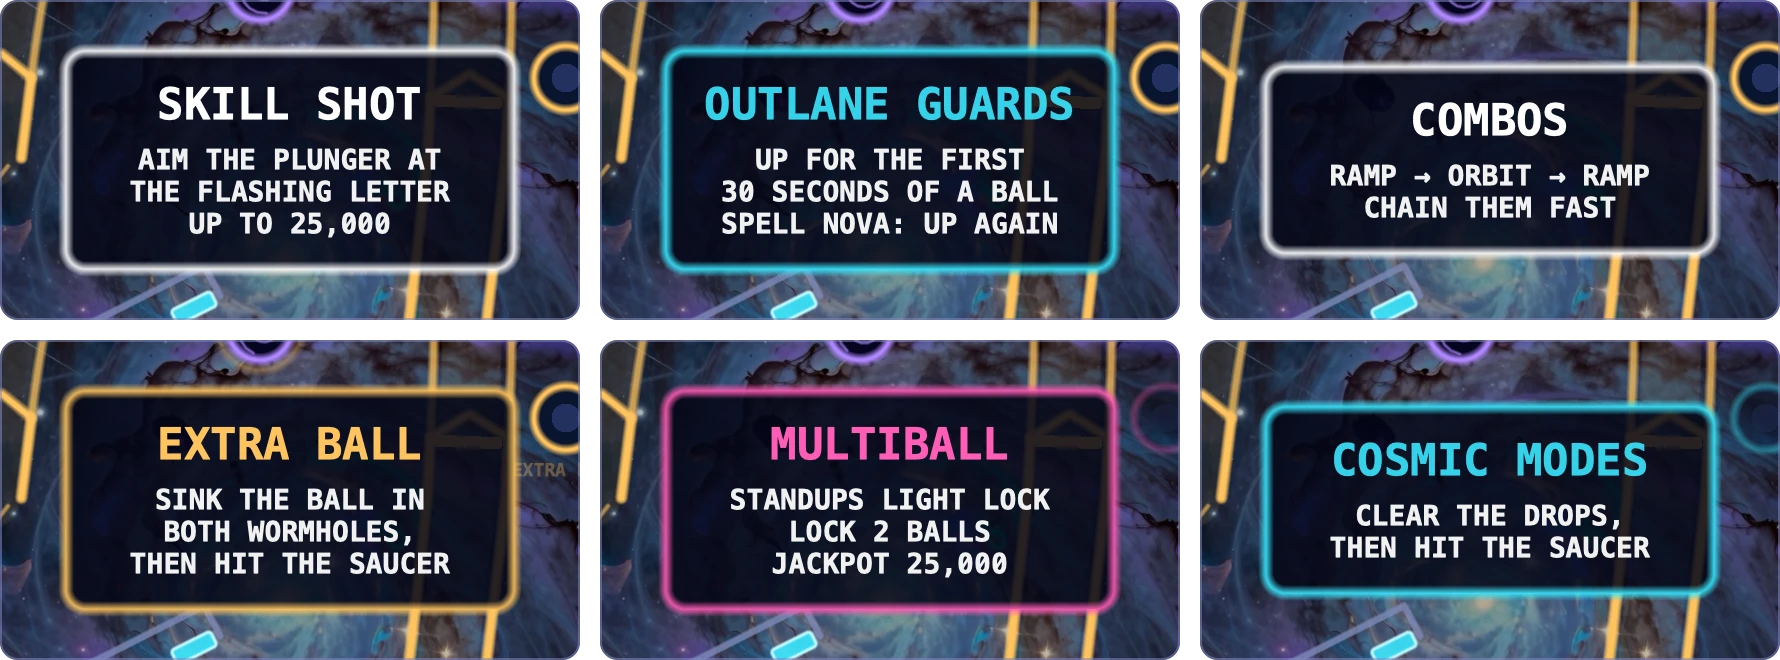 SKILL SHOT
AIM THE PLUNGER AT
THE FLASHING LETTER
UP TO 25,000
OUTLANE GUARDS
UP FOR THE FIRST
30 SECONDS OF A BALL
SPELL NOVA: UP AGAIN
COMBOS
RAMP → ORBIT → RAMP
CHAIN THEM FAST
EXTRA BALL
SINK THE BALL IN
BOTH WORMHOLES,
THEN HIT THE SAUCER
EXTRA
MULTIBALL
STANDUPS LIGHT LOCK
LOCK 2 BALLS
JACKPOT 25,000
COSMIC MODES
CLEAR THE DROPS,
THEN HIT THE SAUCER